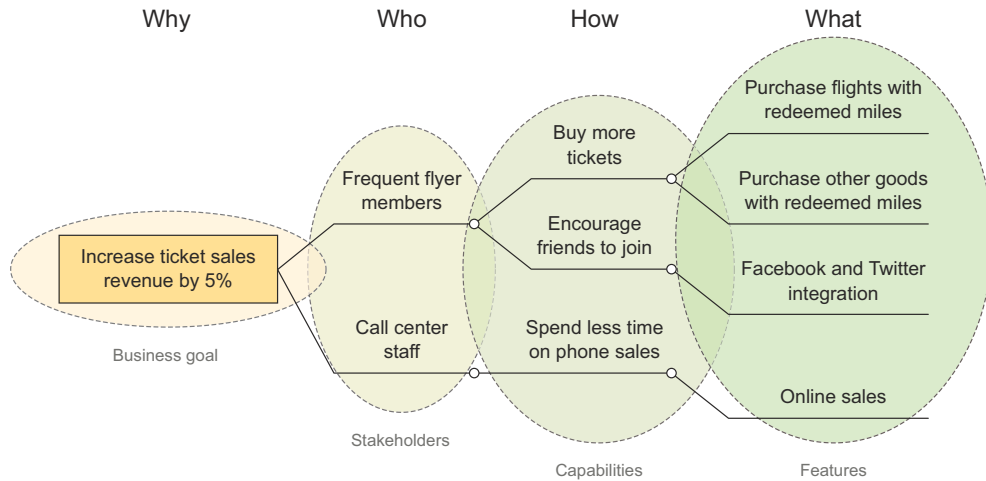 Why
Who
How
What
Increase ticket sales
revenue by 5%
Business goal
Frequent flyer
members
Call center
staff
Stakeholders
Buy more
tickets
Encourage
friends to join
Spend less time
on phone sales
Capabilities
Purchase flights with
redeemed miles
Purchase other goods
with redeemed miles
Facebook and Twitter
integration
Online sales
Features